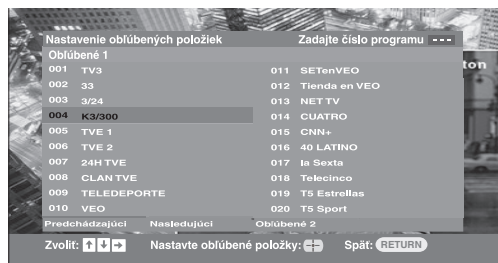 Nastavenie obľúbených položiek Zadajte číslo programu ---
Obľúbené 1
001 TV3 011 SETenVEO
002 33 012 Tienda en VEO
003 3/24 013 NET TV
004 K3/300 014 CUATRO
005 TVE 1 015 CNN+
006 TVE 2 016 40 LATINO
007 24H TVE 017 la Sexta
008 CLAN TVE 018 Telecinco
009 TELEDEPORTE 019 T5 Estrellas
010 VEO 020 T5 Sport
Predchádzajúci Nasledujúci Obľúbené 2
Zvoliť: ↑ ↓ → Nastavte obľúbené položky: Späť: RETURN
ton